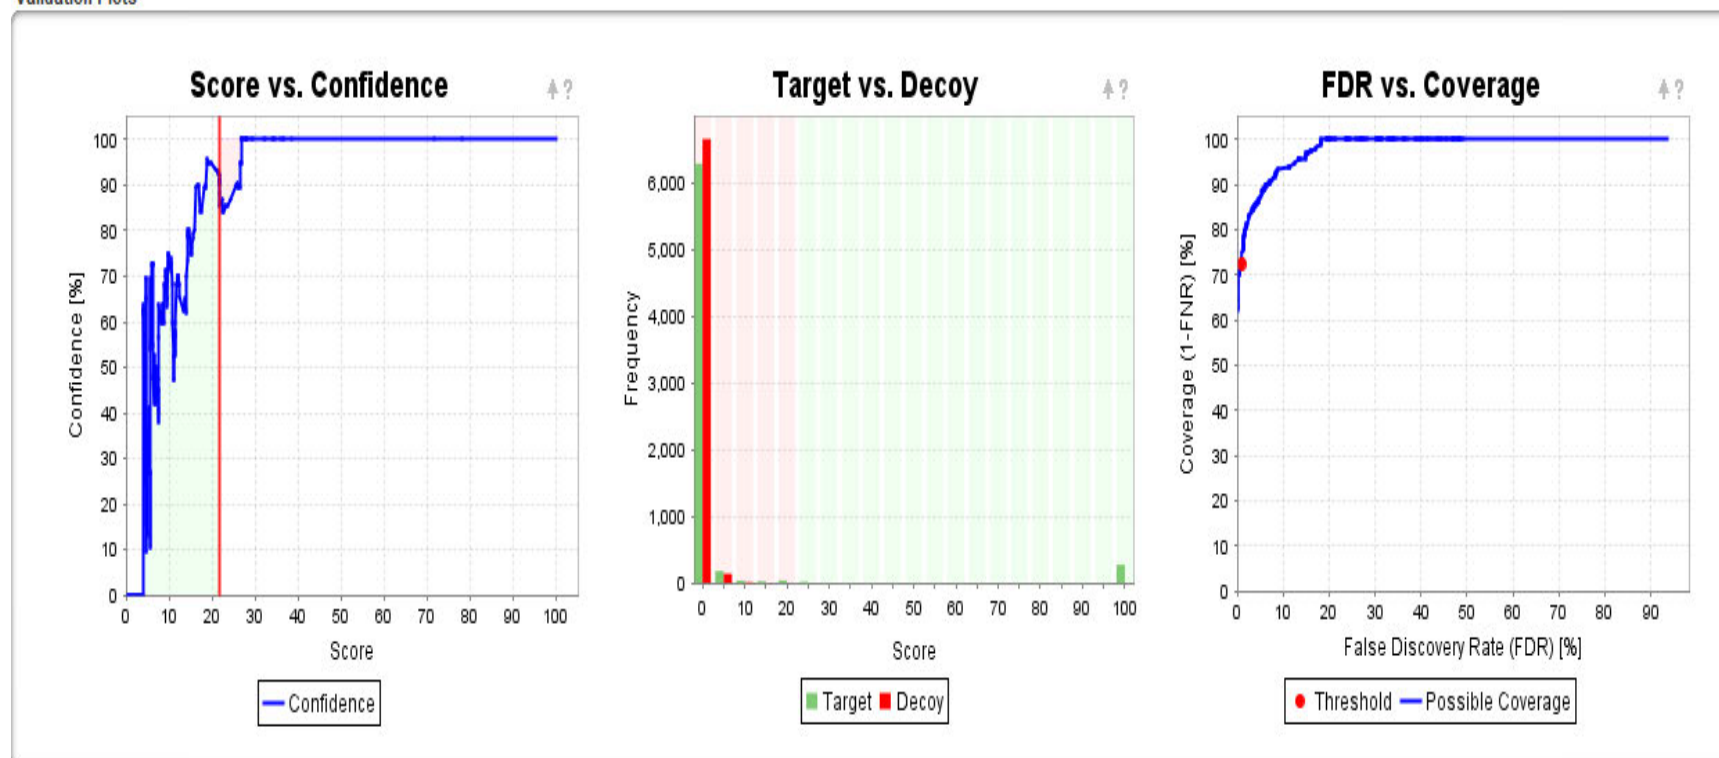 Validation Plots
Score vs. Confidence
?
100
90
80
70
60
50
40
30
20
10
0
Confidence [%]
0 10 20 30 40 50 60 70 80 90 100
Score
Confidence
Target vs. Decoy
?
6,000
5,000
4,000
3,000
2,000
1,000
0
Frequency
0 10 20 30 40 50 60 70 80 90 100
Score
Target Decoy
FDR vs. Coverage
?
100
90
80
70
60
50
40
30
20
10
0
Coverage (1-FNR) [%]
0 10 20 30 40 50 60 70 80 90
False Discovery Rate (FDR) [%]
Threshold Possible Coverage